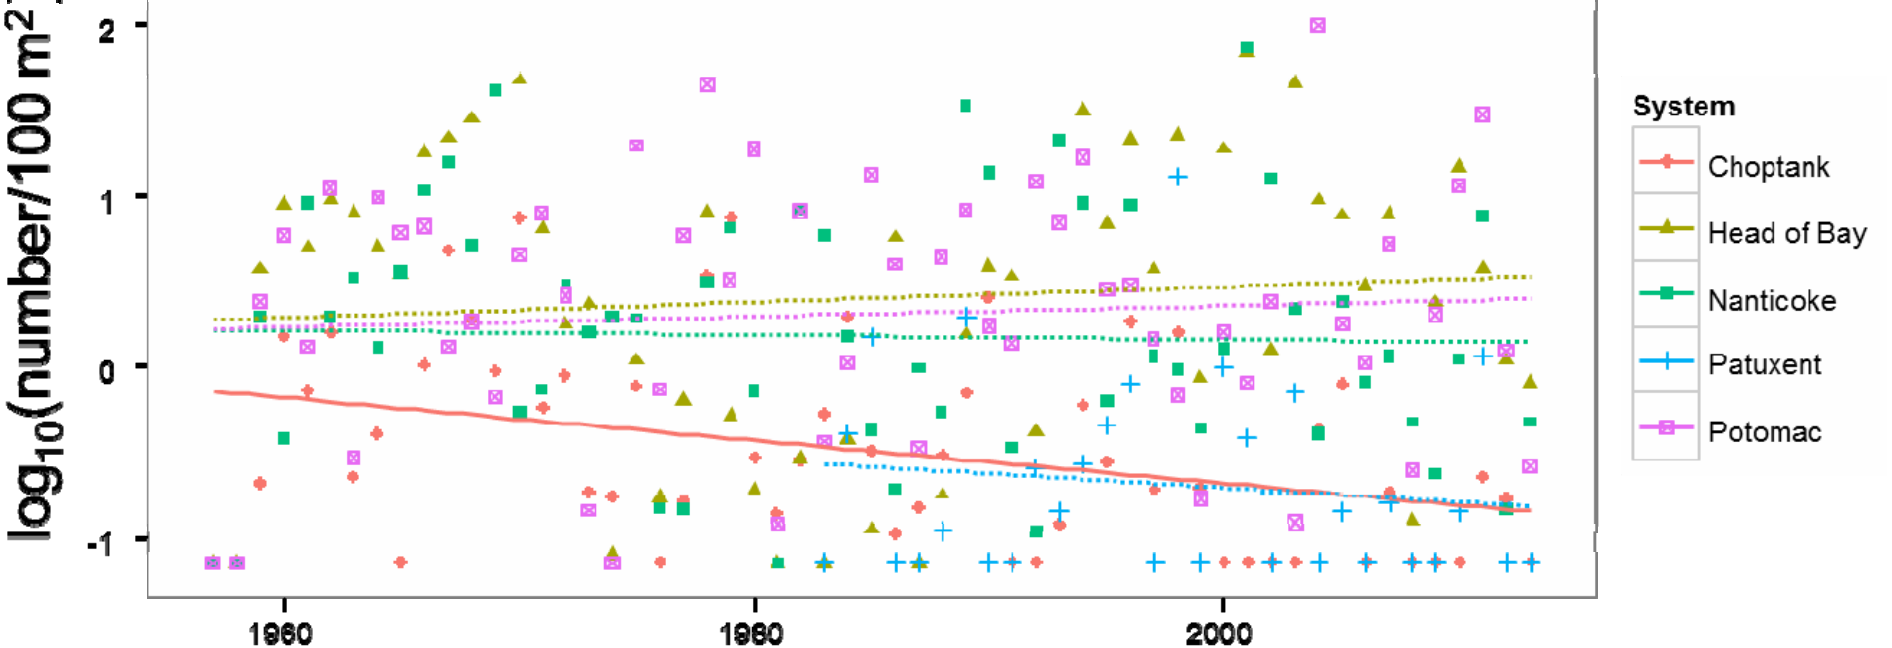 log10(number/100 m2
2
1
0
-1
1960
1980
2000
System
Choptank
Head of Bay
Nanticoke
Patuxent
Potomac